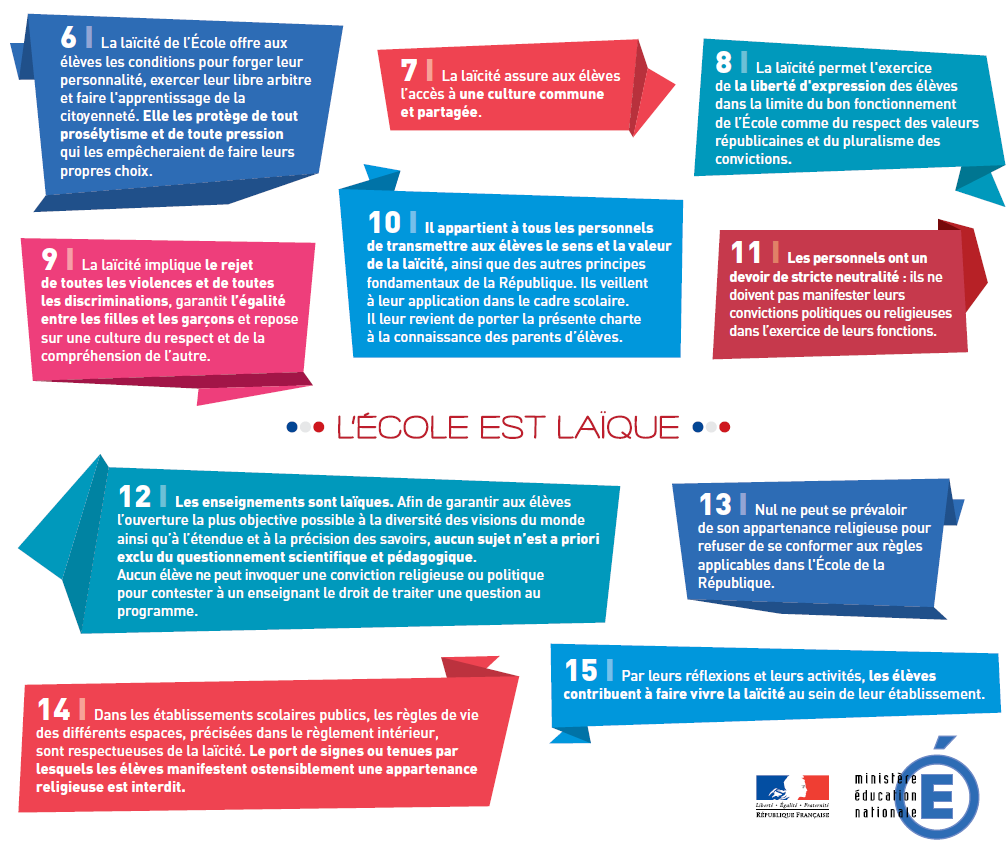 6 | La laïcité de l'École offre aux
élèves les conditions pour forger leur
personnalité, exercer leur libre arbitre
et faire l'apprentissage de la
citoyenneté. Elle les protège de tout
prosélytisme et de toute pression
qui les empêcheraient de faire leurs
propres choix.
7 | La laïcité assure aux élèves
l'accès à une culture commune
et partagée.
8 | La laïcité permet l'exercice
de la liberté d'expression des élèves
dans la limite du bon fonctionnement
de l'École comme du respect des valeurs
républicaines et du pluralisme des
convictions.
9 | La laïcité implique le rejet
de toutes les violences et de toutes
les discriminations, garantit l'égalité
entre les filles et les garçons et repose
sur une culture du respect et de la
compréhension de l'autre.
10 | Il appartient à tous les personnels
de transmettre aux élèves le sens et la valeur
de la laïcité, ainsi que des autres principes
fondamentaux de la République. Ils veillent
à leur application dans le cadre scolaire.
Il leur revient de porter la présente charte
à la connaissance des parents d'élèves.
11 | Les personnels ont un
devoir de stricte neutralité : ils ne
doivent pas manifester leurs
convictions politiques ou religieuses
dans l'exercice de leurs fonctions.
L'ÉCOLE EST LAÏQUE
12 | Les enseignements sont laïques. Afin de garantir aux élèves
l'ouverture la plus objective possible à la diversité des visions du monde
ainsi qu'à l'étendue et à la précision des savoirs, aucun sujet n'est a priori
exclu du questionnement scientifique et pédagogique.
Aucun élève ne peut invoquer une conviction religieuse ou politique
pour contester à un enseignant le droit de traiter une question au
programme.
13 | Nul ne peut se prévaloir
de son appartenance religieuse pour
refuser de se conformer aux règles
applicables dans l'École de la
République.
14 | Dans les établissements scolaires publics, les règles de vie
des différents espaces, précisées dans le règlement intérieur,
sont respectueuses de la laïcité. Le port de signes ou tenues par
lesquels les élèves manifestent ostensiblement une appartenance
religieuse est interdit.
15 | Par leurs réflexions et leurs activités, les élèves
contribuent à faire vivre la laïcité au sein de leur établissement.
Liberté • Égalité • Fraternité
RÉPUBLIQUE FRANÇAISE
ministère
éducation
nationale
É